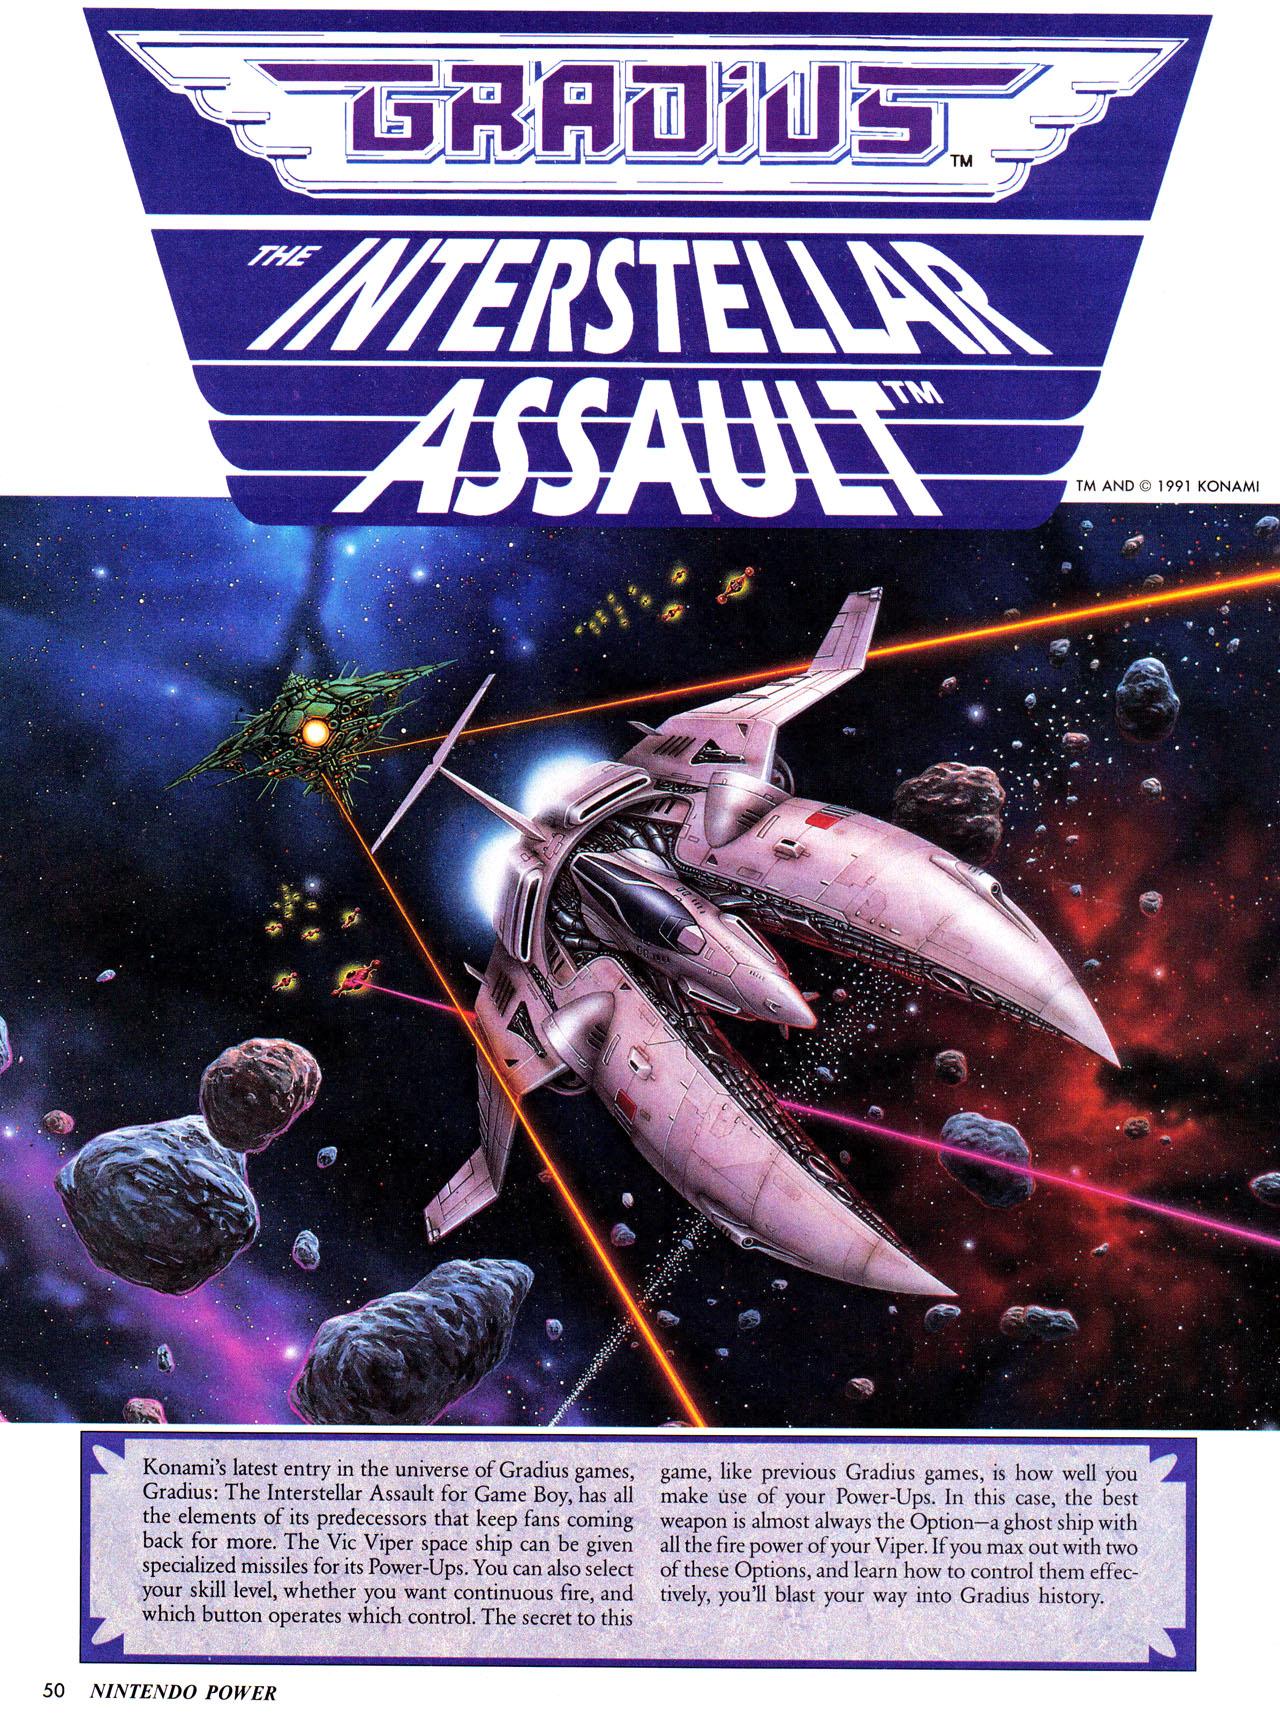 GRADiUS TM
THE INTERSTELLAR
ASSAULT™
TM AND © 1991 KONAMI
Konami's latest entry in the universe of Gradius games,
Gradius: The Interstellar Assault for Game Boy, has all
the elements of its predecessors that keep fans coming
back for more. The Vic Viper space ship can be given
specialized missiles for its Power-Ups. You can also select
your skill level, whether you want continuous fire, and
which button operates which control. The secret to this
game, like previous Gradius games, is how well you
make use of your Power-Ups. In this case, the best
weapon is almost always the Option—a ghost ship with
all the fire power of your Viper. If you max out with two
of these Options, and learn how to control them effec-
tively, you'll blast your way into Gradius history.
50 NINTENDO POWER